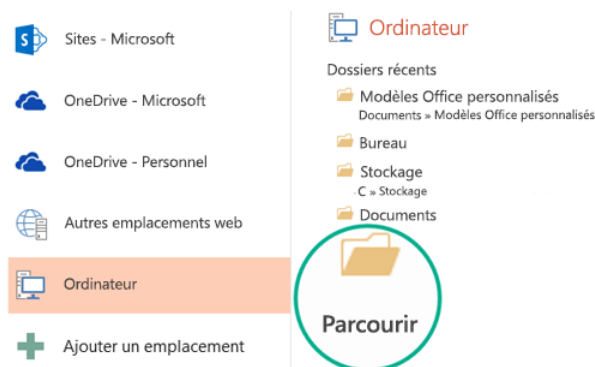 Sites - Microsoft
OneDrive - Microsoft
OneDrive - Personnel
Autres emplacements web
Ordinateur
Ajouter un emplacement
Ordinateur
Dossiers récents
Modèles Office personnalisés
Documents » Modèles Office personnalisés
Bureau
Stockage
C » Stockage
Documents
Parcourir